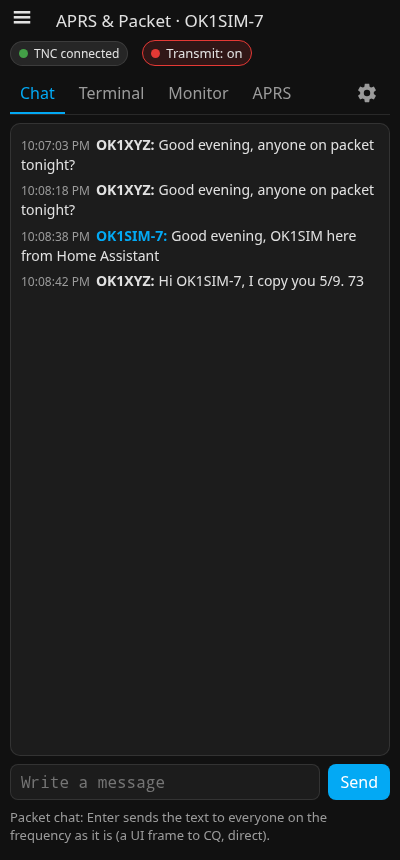 APRS & Packet · OK1SIM-7
TNC connected
Transmit: on
Chat
Terminal
Monitor
APRS
10:07:03 PM OK1XYZ: Good evening, anyone on packet
tonight?
10:08:18 PM OK1XYZ: Good evening, anyone on packet
tonight?
10:08:38 PM OK1SIM-7: Good evening, OK1SIM here
from Home Assistant
10:08:42 PM OK1XYZ: Hi OK1SIM-7, I copy you 5/9. 73
Write a message
Send
Packet chat: Enter sends the text to everyone on the
frequency as it is (a UI frame to CQ, direct).